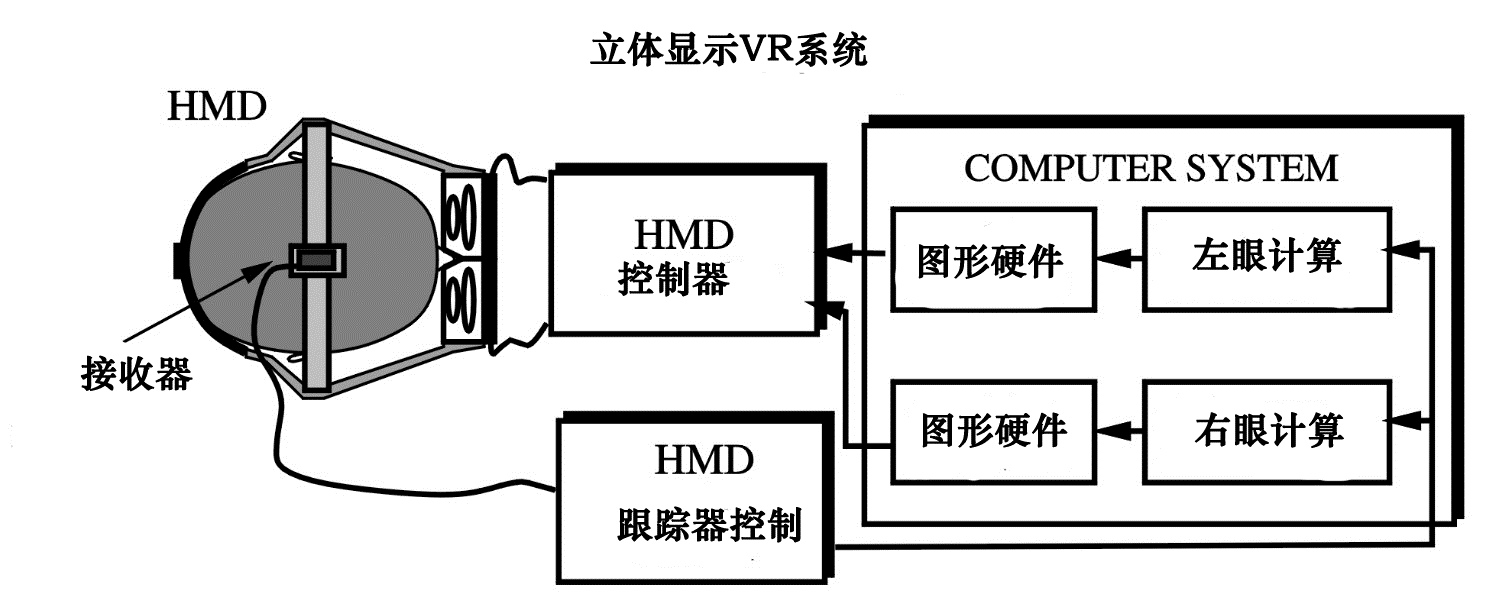 立体显示VR系统
HMD
COMPUTER SYSTEM
HMD
控制器
图形硬件
左眼计算
接收器
图形硬件
右眼计算
HMD
跟踪器控制